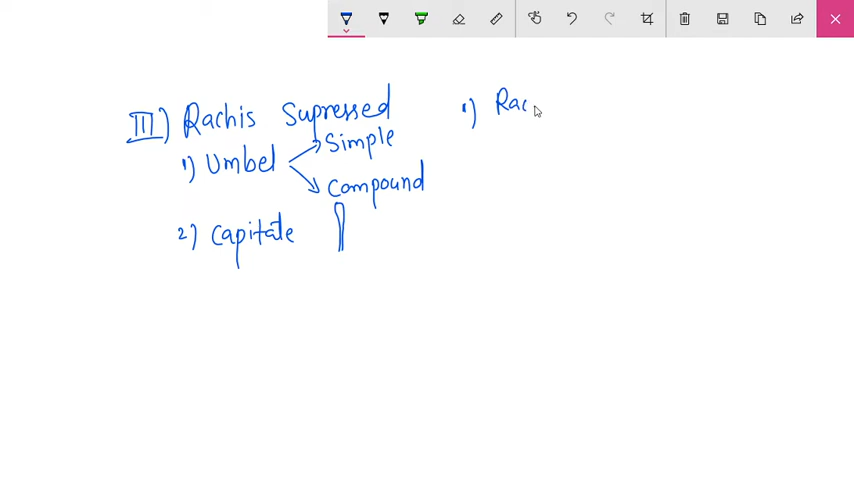 III) Rachis Supressed
1) Umbel
Simple
Compound
2) Capitate
1) Rac